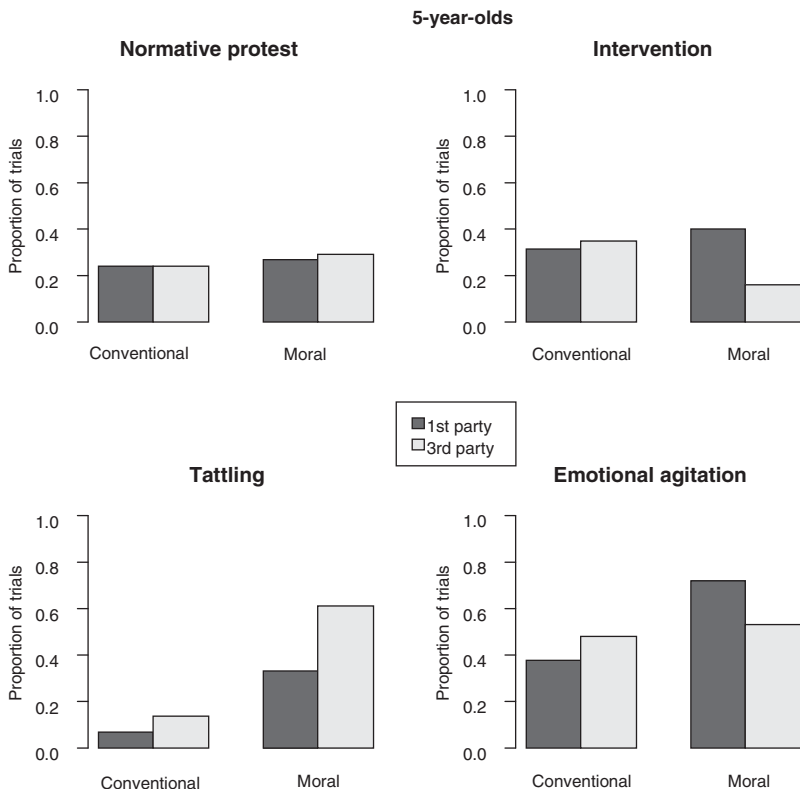 5-year-olds
Normative protest
Proportion of trials
1.0
0.8
0.6
0.4
0.2
0.0
Conventional Moral
Intervention
Proportion of trials
1.0
0.8
0.6
0.4
0.2
0.0
Conventional Moral
1st party
3rd party
Tattling
Proportion of trials
1.0
0.8
0.6
0.4
0.2
0.0
Conventional Moral
Emotional agitation
Proportion of trials
1.0
0.8
0.6
0.4
0.2
0.0
Conventional Moral